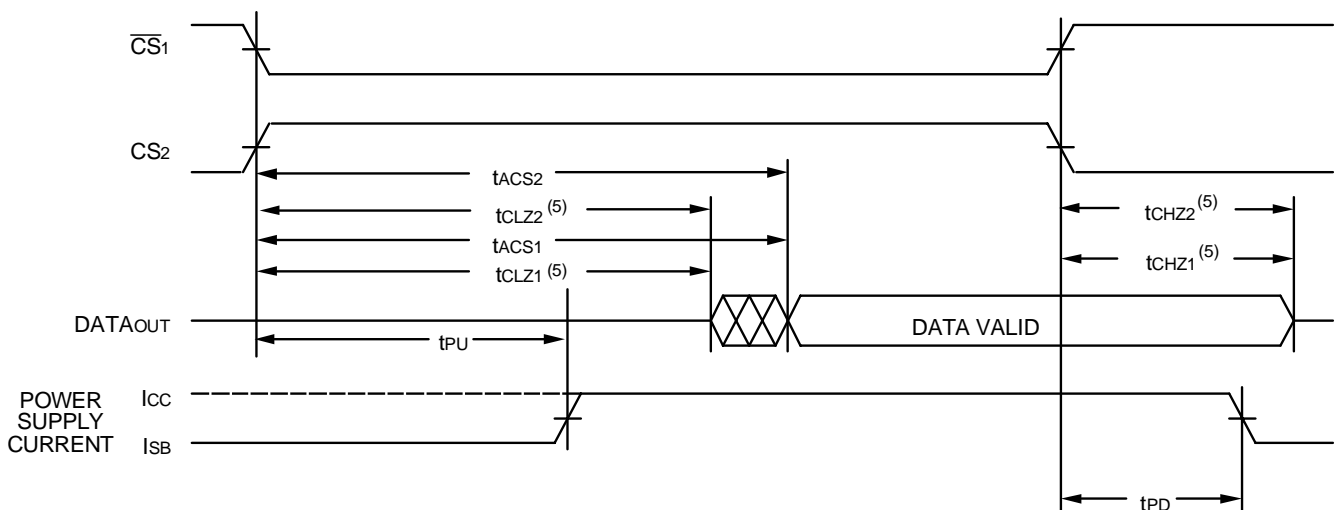 C̅S̅1
CS2
tACS2
tCLZ2 (5)
tACS1
tCLZ1 (5)
tCHZ2 (5)
tCHZ1 (5)
DATAOUT
DATA VALID
tPU
POWER
SUPPLY
CURRENT
ICC
ISB
tPD